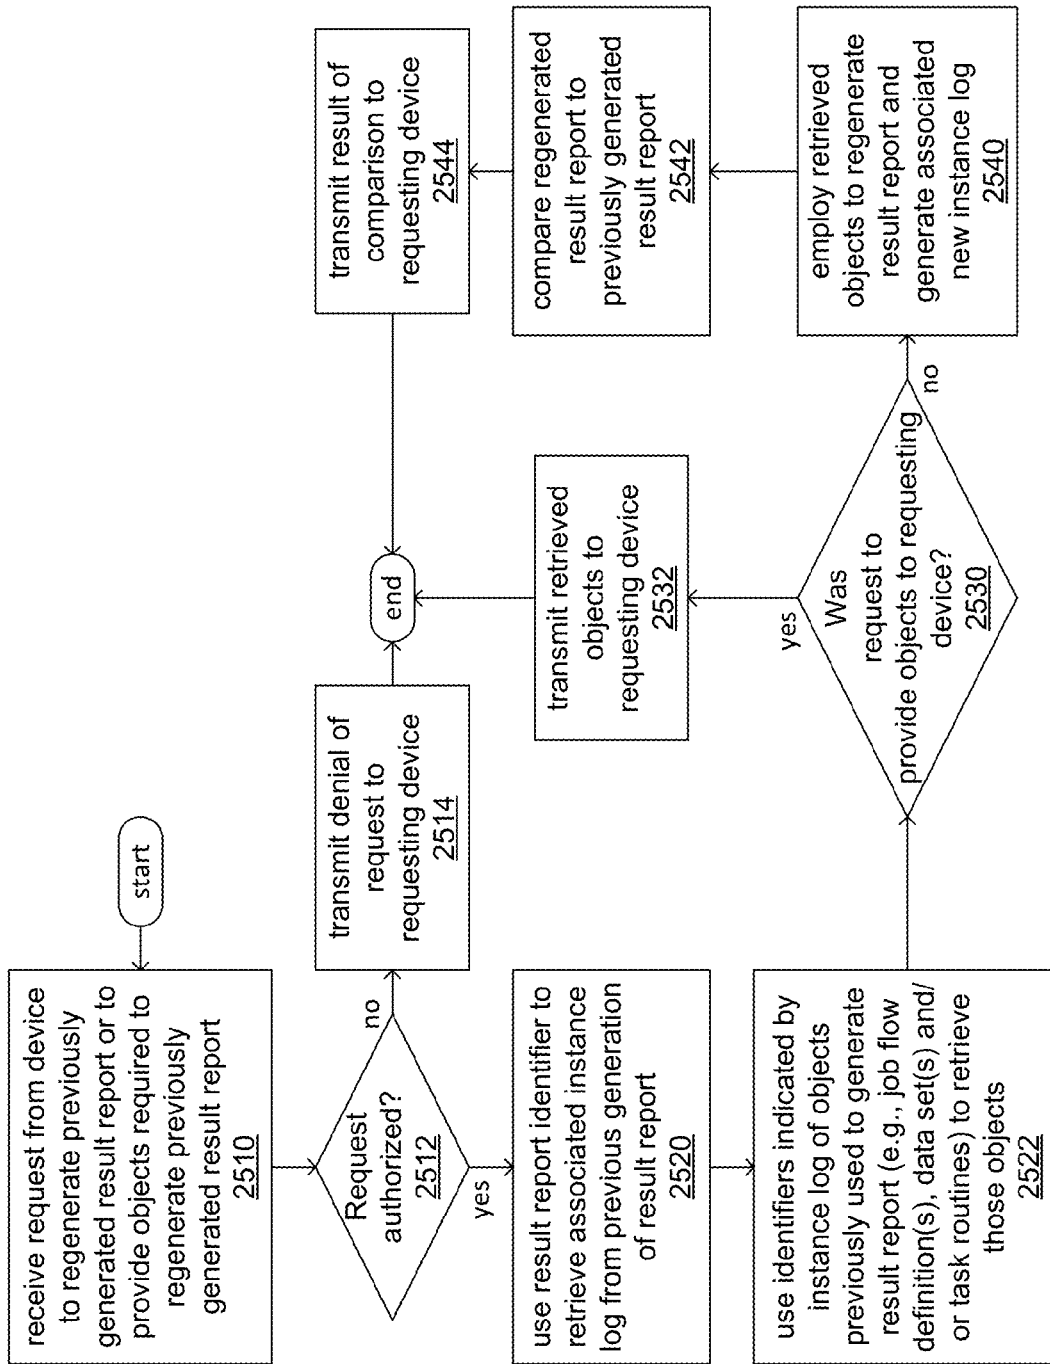 start
receive request from device
to regenerate previously
generated result report or to
provide objects required to
regenerate previously
generated result report
2510
Request
authorized?
2512
no
yes
transmit denial of
request to
requesting device
2514
use result report identifier to
retrieve associated instance
log from previous generation
of result report
2520
use identifiers indicated by
instance log of objects
previously used to generate
result report (e.g., job flow
definition(s), data set(s) and/
or task routines) to retrieve
those objects
2522
Was
request to
provide objects to requesting
device?
2530
yes
no
transmit retrieved
objects to
requesting device
2532
employ retrieved
objects to regenerate
result report and
generate associated
new instance log
2540
compare regenerated
result report to
previously generated
result report
2542
transmit result of
comparison to
requesting device
2544
end